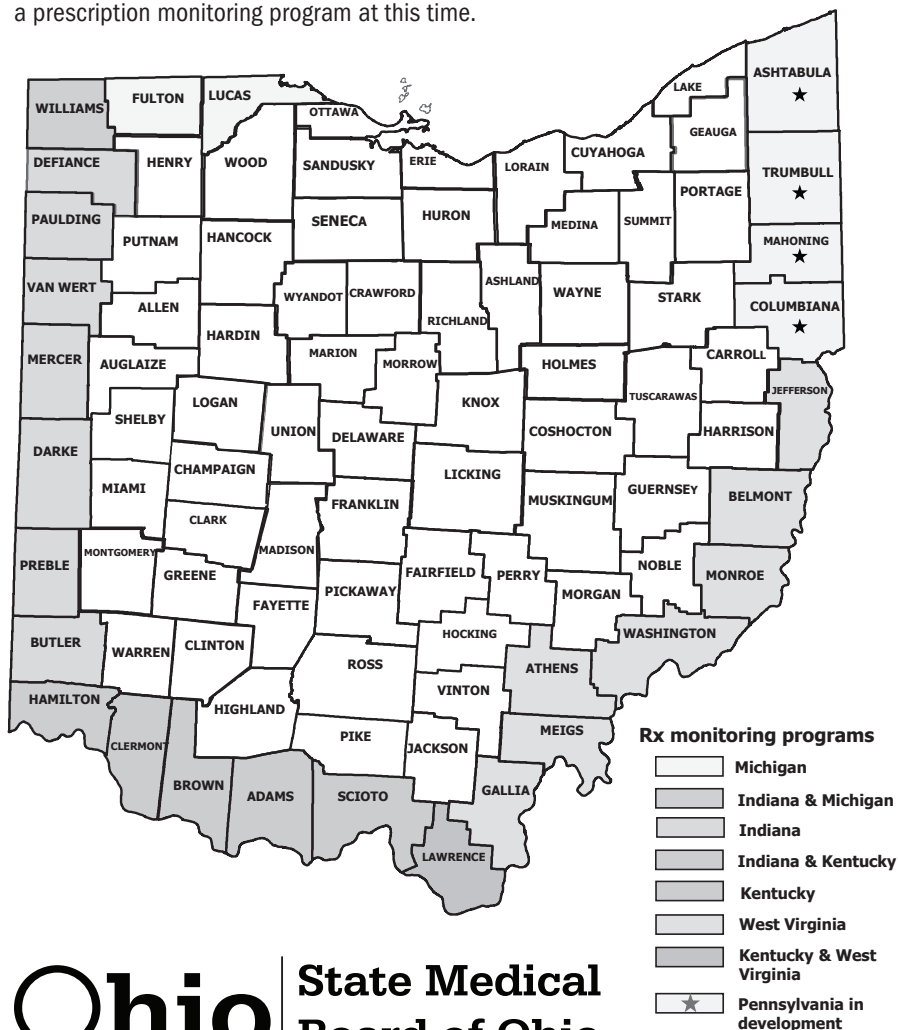 a prescription monitoring program at this time.
WILLIAMS
FULTON
LUCAS
OTTAWA
LAKE
ASHTABULA
GEAUGA
DEFIANCE
HENRY
WOOD
SANDUSKY
ERIE
LORAIN
CUYAHOGA
TRUMBULL
PAULDING
PUTNAM
HANCOCK
SENECA
HURON
MEDINA
SUMMIT
PORTAGE
MAHONING
VAN WERT
ALLEN
WYANDOT
CRAWFORD
RICHLAND
ASHLAND
WAYNE
STARK
COLUMBIANA
MERCER
AUGLAIZE
HARDIN
MARION
MORROW
HOLMES
CARROLL
JEFFERSON
TUSCARAWAS
SHELBY
LOGAN
UNION
DELAWARE
KNOX
COSHOCTON
HARRISON
DARKE
MIAMI
CHAMPAIGN
LICKING
MUSKINGUM
GUERNSEY
BELMONT
CLARK
FRANKLIN
PREBLE
MONTGOMERY
GREENE
MADISON
PICKAWAY
FAIRFIELD
PERRY
MORGAN
NOBLE
MONROE
FAYETTE
BUTLER
WARREN
CLINTON
ROSS
HOCKING
ATHENS
WASHINGTON
HAMILTON
CLERMONT
HIGHLAND
VINTON
PIKE
JACKSON
MEIGS
BROWN
ADAMS
SCIOTO
GALLIA
LAWRENCE
Rx monitoring programs
Michigan
Indiana & Michigan
Indiana
Indiana & Kentucky
Kentucky
West Virginia
Kentucky & West
Virginia
Pennsylvania in
development
Ohio
State Medical
Board of Ohio